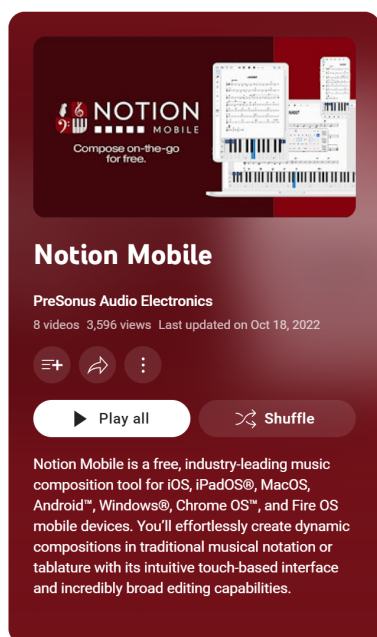 NOTION
MOBILE
Compose on-the-go
for free.
Notion Mobile
PreSonus Audio Electronics
8 videos 3,596 views Last updated on Oct 18, 2022
Play all
Shuffle
Notion Mobile is a free, industry-leading music
composition tool for iOS, iPadOS®, MacOS,
Android™, Windows®, Chrome OS™, and Fire OS
mobile devices. You’ll effortlessly create dynamic
compositions in traditional musical notation or
tablature with its intuitive touch-based interface
and incredibly broad editing capabilities.